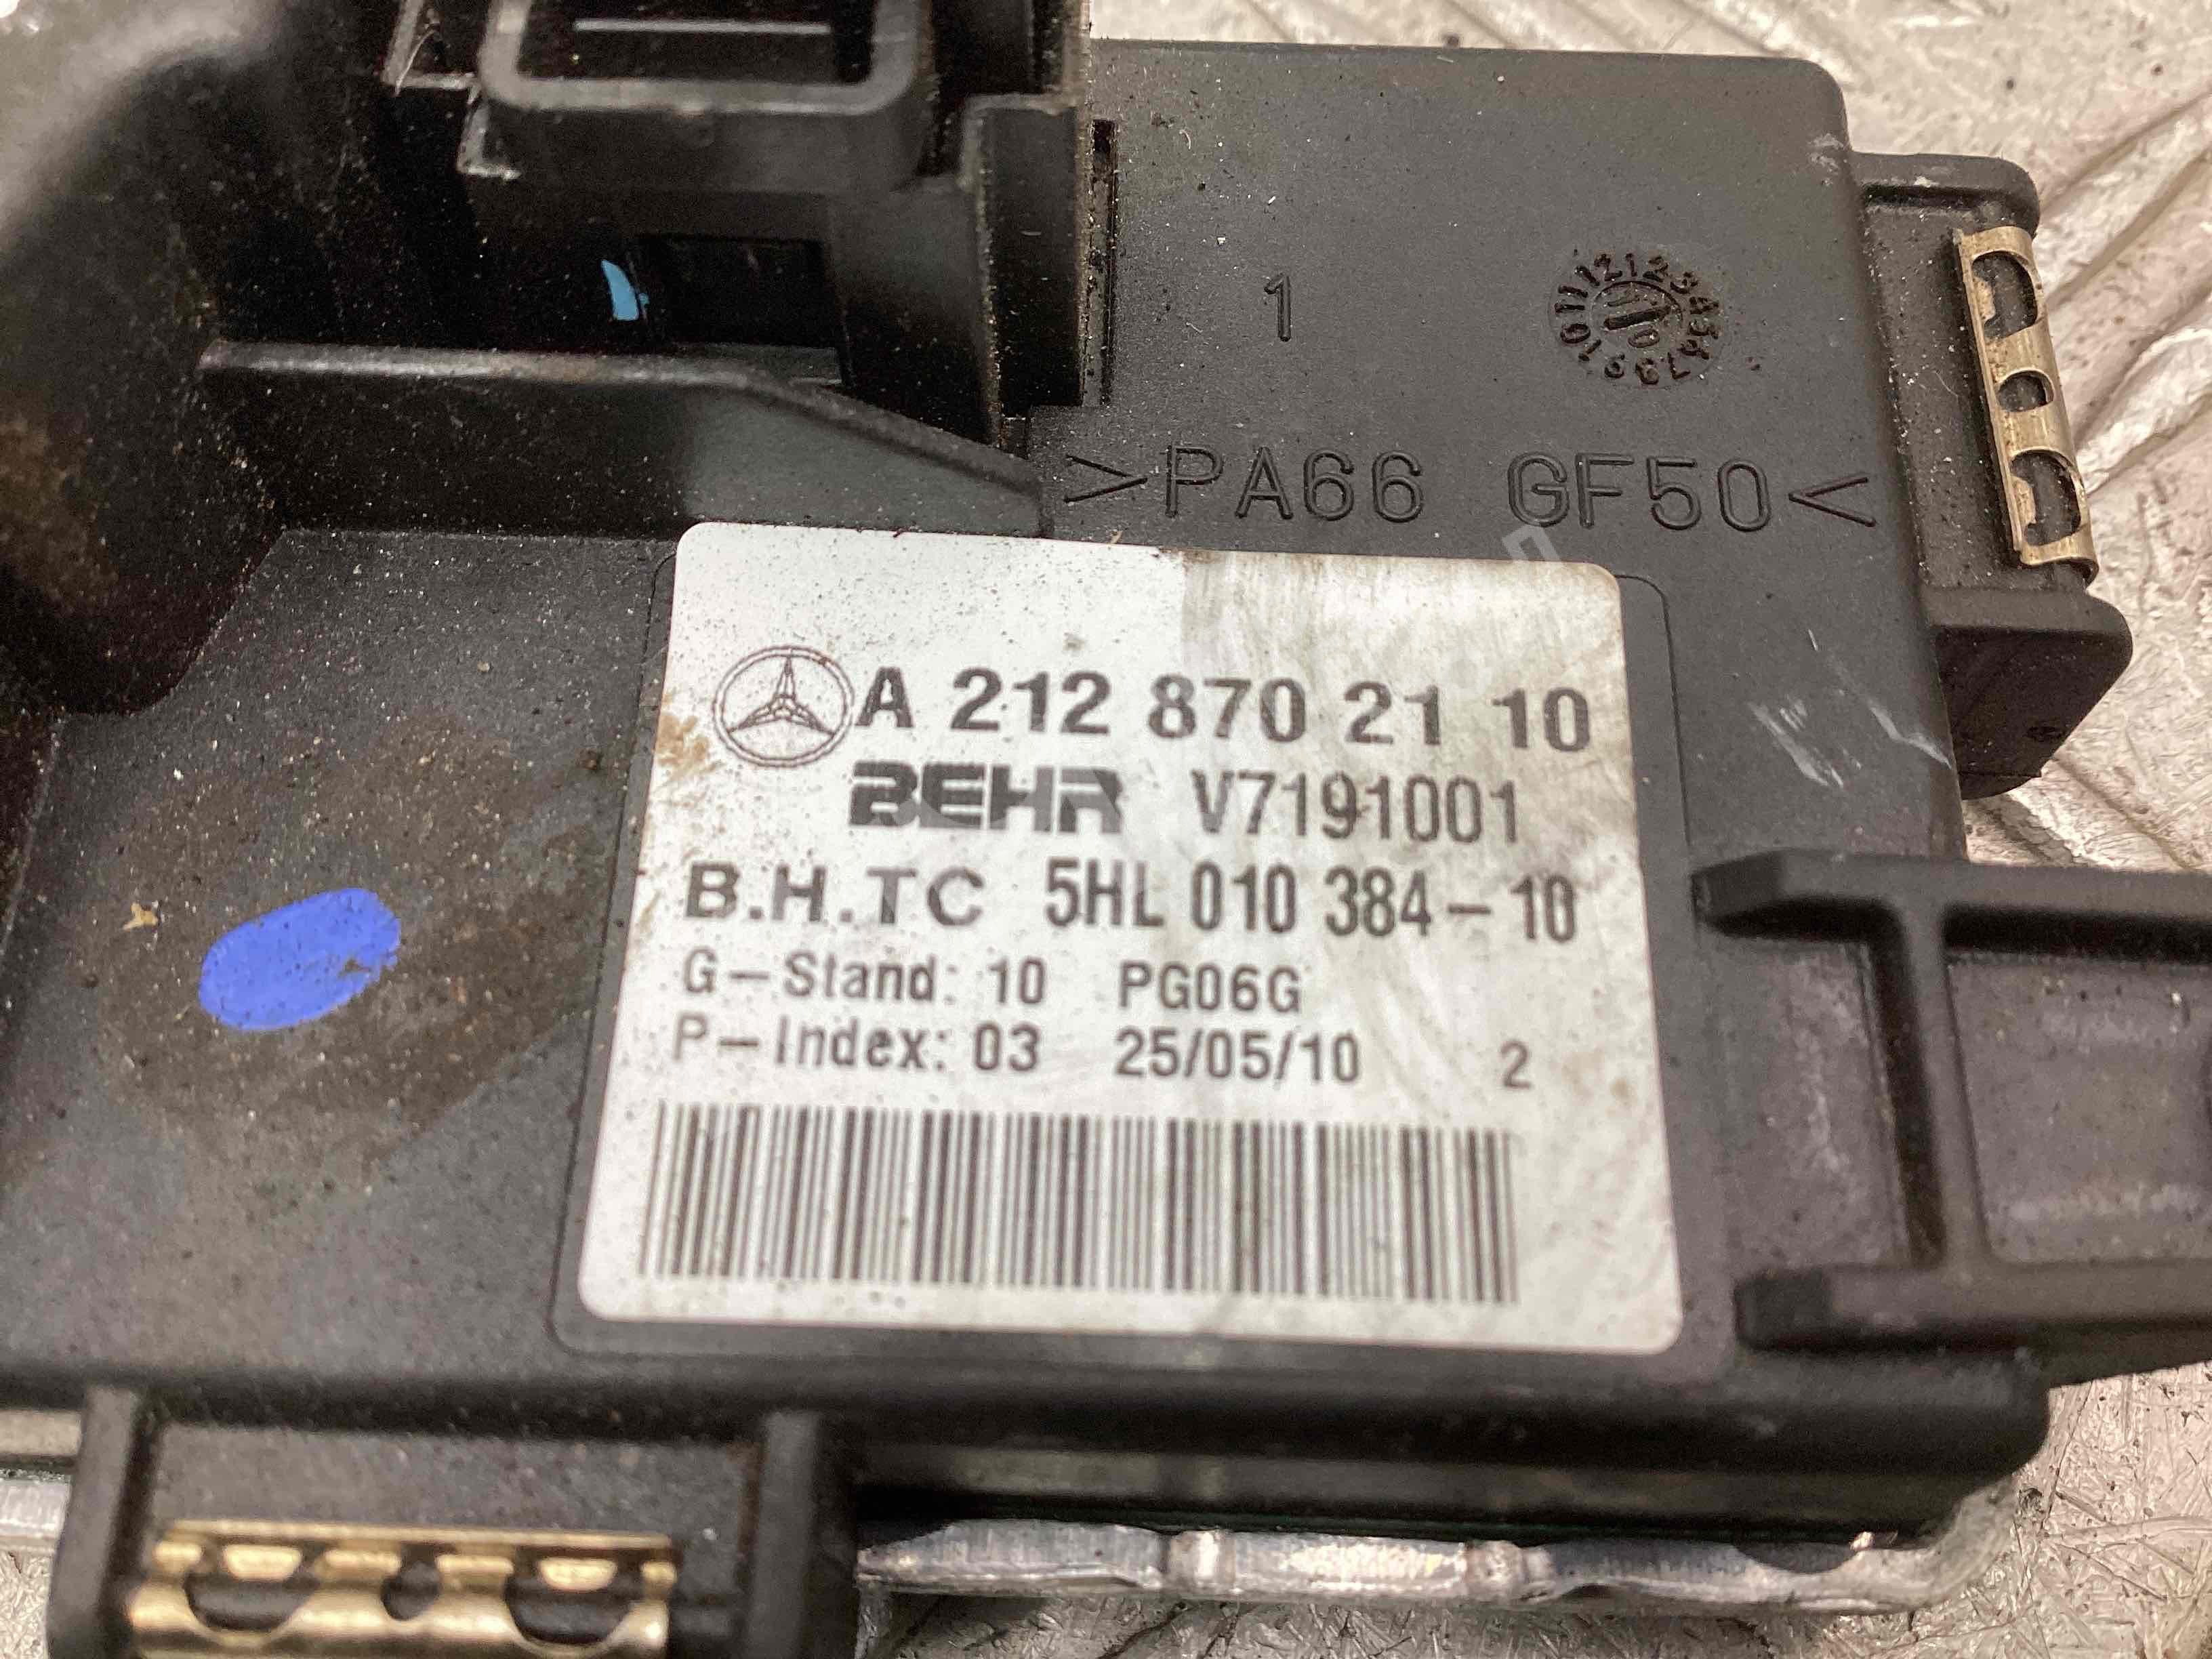 1
>PA66 GF50<
A 212 870 21 10
BEHR V7191001
B.H.TC 5HL 010 384-10
G-Stand: 10 PG06G
P-Index: 03 25/05/10 2